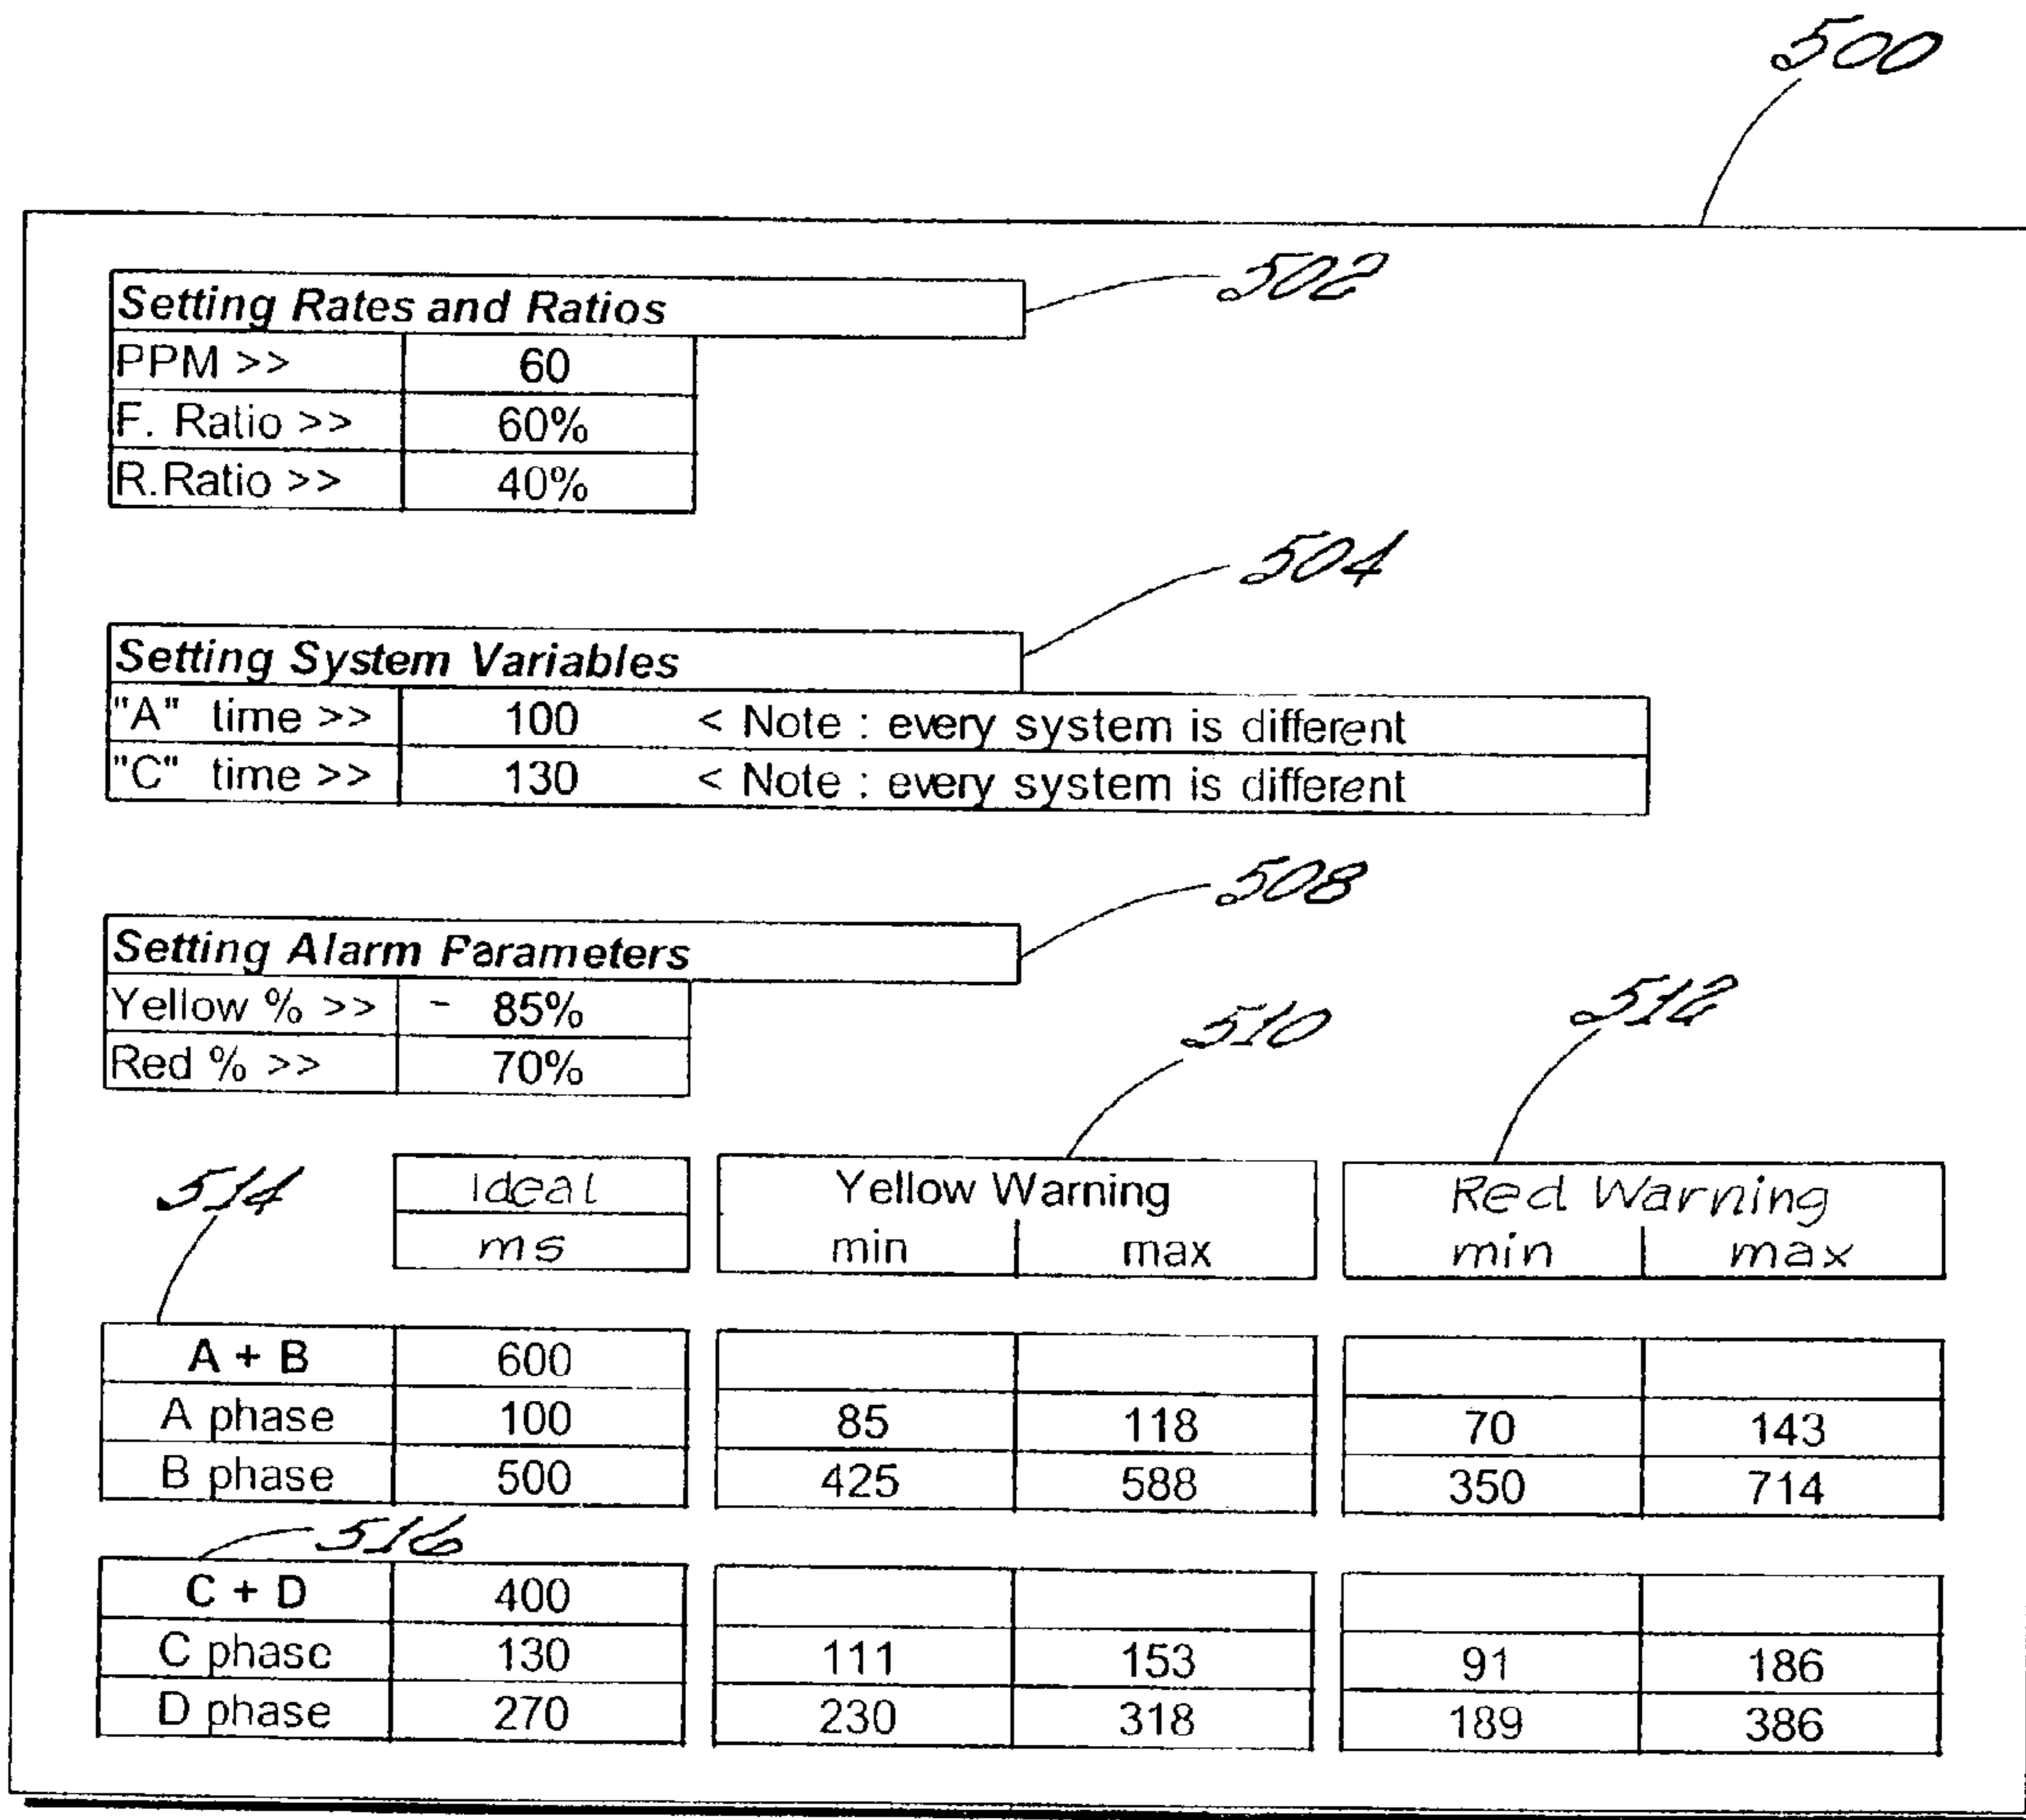 500
Setting Rates and Ratios 502
PPM >> 60
F. Ratio >> 60%
R.Ratio >> 40%
504
Setting System Variables
"A" time >> 100 < Note : every system is different
"C" time >> 130 < Note : every system is different
508
Setting Alarm Parameters
Yellow % >> - 85% 510 512
Red % >> 70%
514 Ideal Yellow Warning Red Warning
ms min max min max
A + B 600
A phase 100 85 118 70 143
B phase 500 425 588 350 714
516
C + D 400
C phase 130 111 153 91 186
D phase 270 230 318 189 386